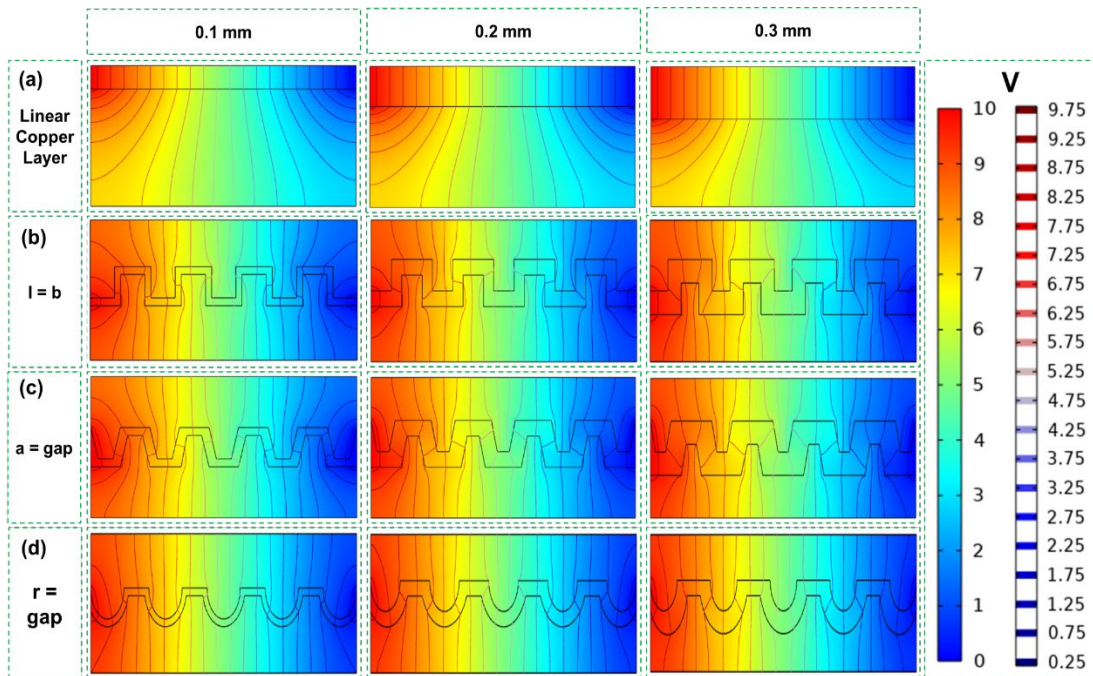 0.1 mm 0.2 mm 0.3 mm
(a)
Linear
Copper
Layer
(b)
l = b
(c)
a = gap
(d)
r =
gap
V
10
9
8
7
6
5
4
3
2
1
0
9.75
9.25
8.75
8.25
7.75
7.25
6.75
6.25
5.75
5.25
4.75
4.25
3.75
3.25
2.75
2.25
1.75
1.25
0.75
0.25